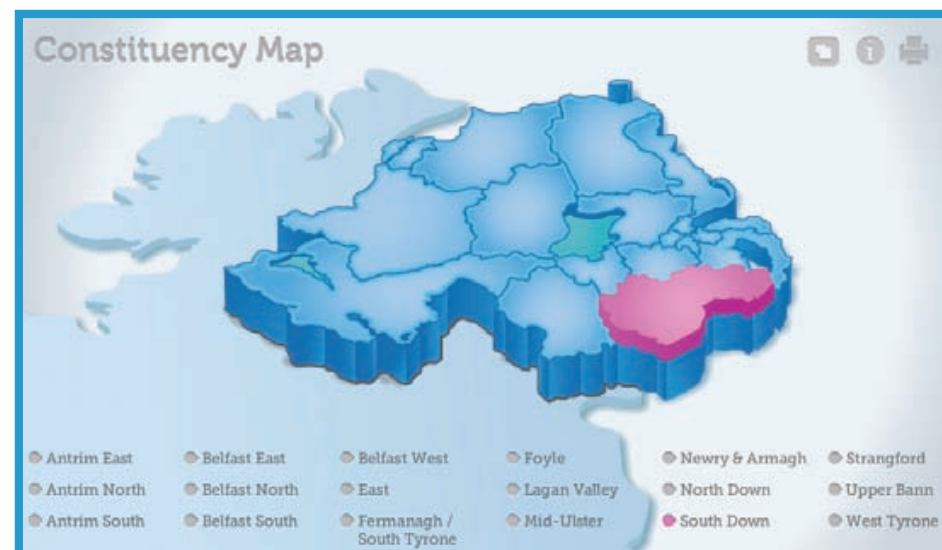 Constituency Map
Antrim East
Belfast East
Belfast West
Foyle
Newry & Armagh
Strangford
Antrim North
Belfast North
East
Lagan Valley
North Down
Upper Bann
Antrim South
Belfast South
Fermanagh /
South Tyrone
Mid-Ulster
South Down
West Tyrone